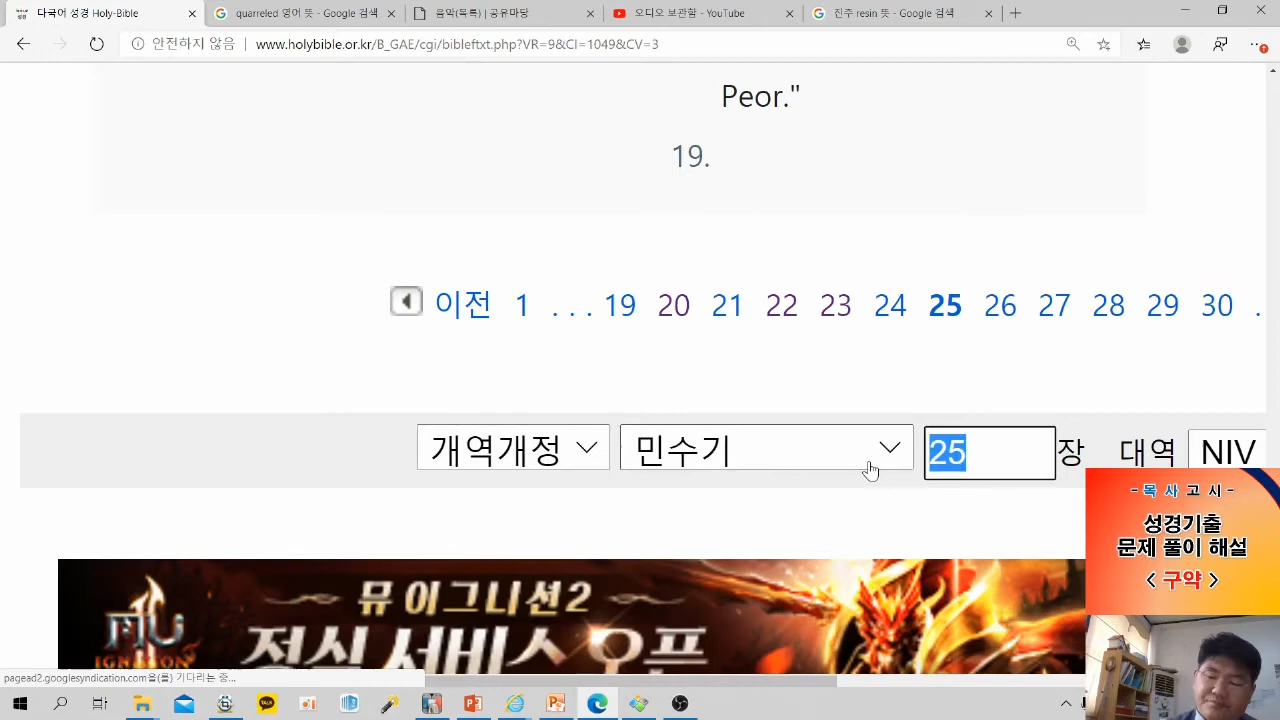 다국어 성경 Holy-Bible
quarreled 영어 뜻 - Google 검색
음악(목록) | 공유마당
오디오 보관함 - YouTube
진주 resin 뜻 - Google 검색
안전하지 않음 www.holybible.or.kr/B_GAE/cgi/bibleftxt.php?VR=9&CI=1049&CV=3
Peor."
19.
이전 1 . . . 19 20 21 22 23 24 25 26 27 28 29 30 .
개역개정 민수기 25 장 대역 NIV
- 목 사 고 시 -
성경기출
문제 풀이 해설
< 구약 >
뮤 이그니션2
정식 서비스 오픈
MU
IGNITION
pagead2.googlesyndication.com을(를) 기다리는 중...